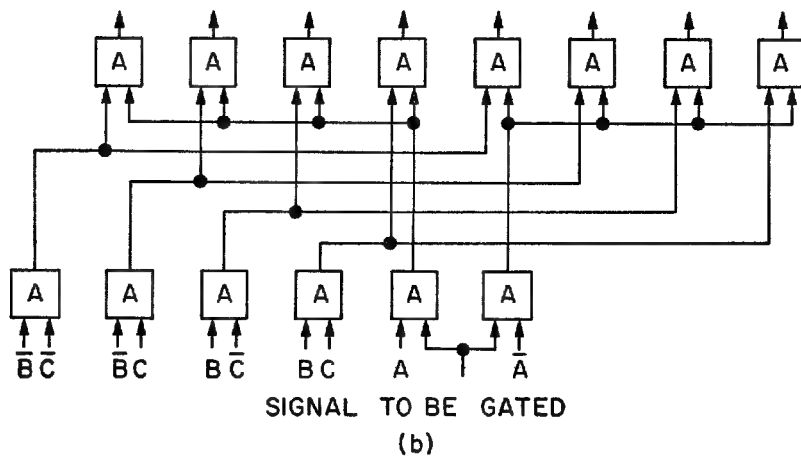 A A A A A A A A
A A A A A A
B̅ C̅ B̅ C B C̅ B C A A̅
SIGNAL TO BE GATED
(b)